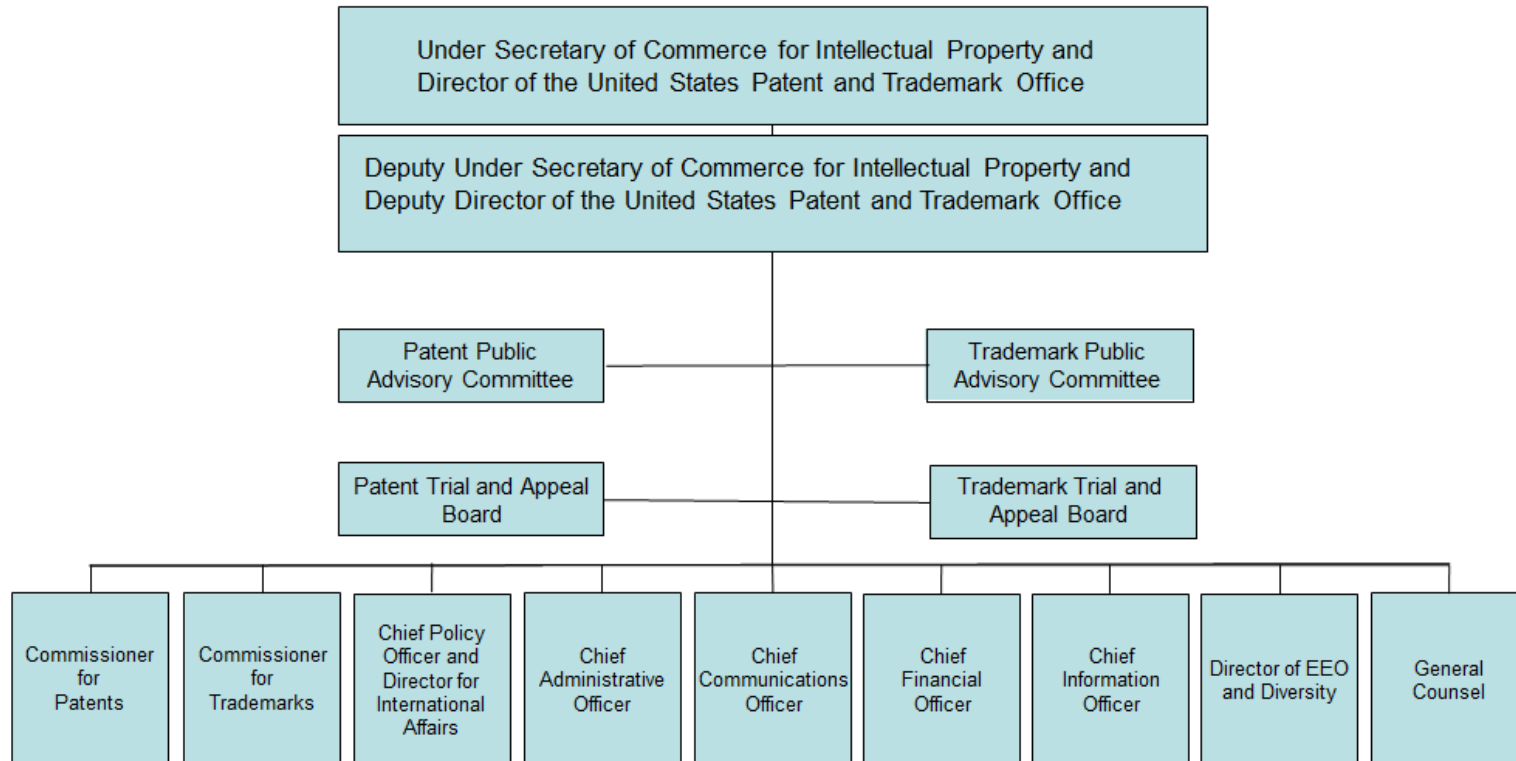 Under Secretary of Commerce for Intellectual Property and
Director of the United States Patent and Trademark Office
Deputy Under Secretary of Commerce for Intellectual Property and
Deputy Director of the United States Patent and Trademark Office
Patent Public
Advisory Committee
Trademark Public
Advisory Committee
Patent Trial and Appeal
Board
Trademark Trial and
Appeal Board
Commissioner
for
Patents
Commissioner
for
Trademarks
Chief Policy
Officer and
Director for
International
Affairs
Chief
Administrative
Officer
Chief
Communications
Officer
Chief
Financial
Officer
Chief
Information
Officer
Director of EEO
and Diversity
General
Counsel